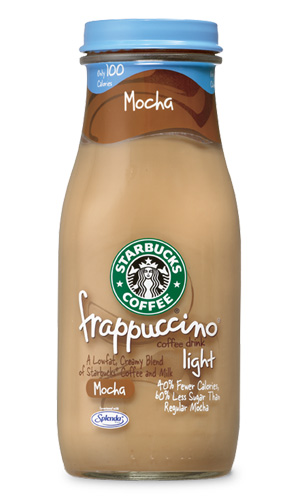 Only 100
Calories
Mocha
STARBUCKS
COFFEE
frappuccino
coffee drink
light
A Lowfat, Creamy Blend
of Starbucks Coffee and Milk
Mocha
40% Fewer Calories,
60% Less Sugar Than
Regular Mocha
Splenda